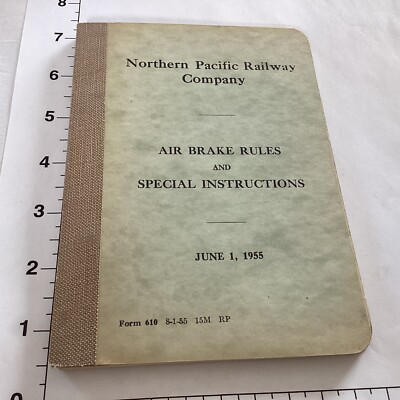 Northern Pacific Railway
Company
AIR BRAKE RULES
AND
SPECIAL INSTRUCTIONS
JUNE 1, 1955
Form 610 8-1-55 15M RP
8
7
6
5
4
3
2
1
0